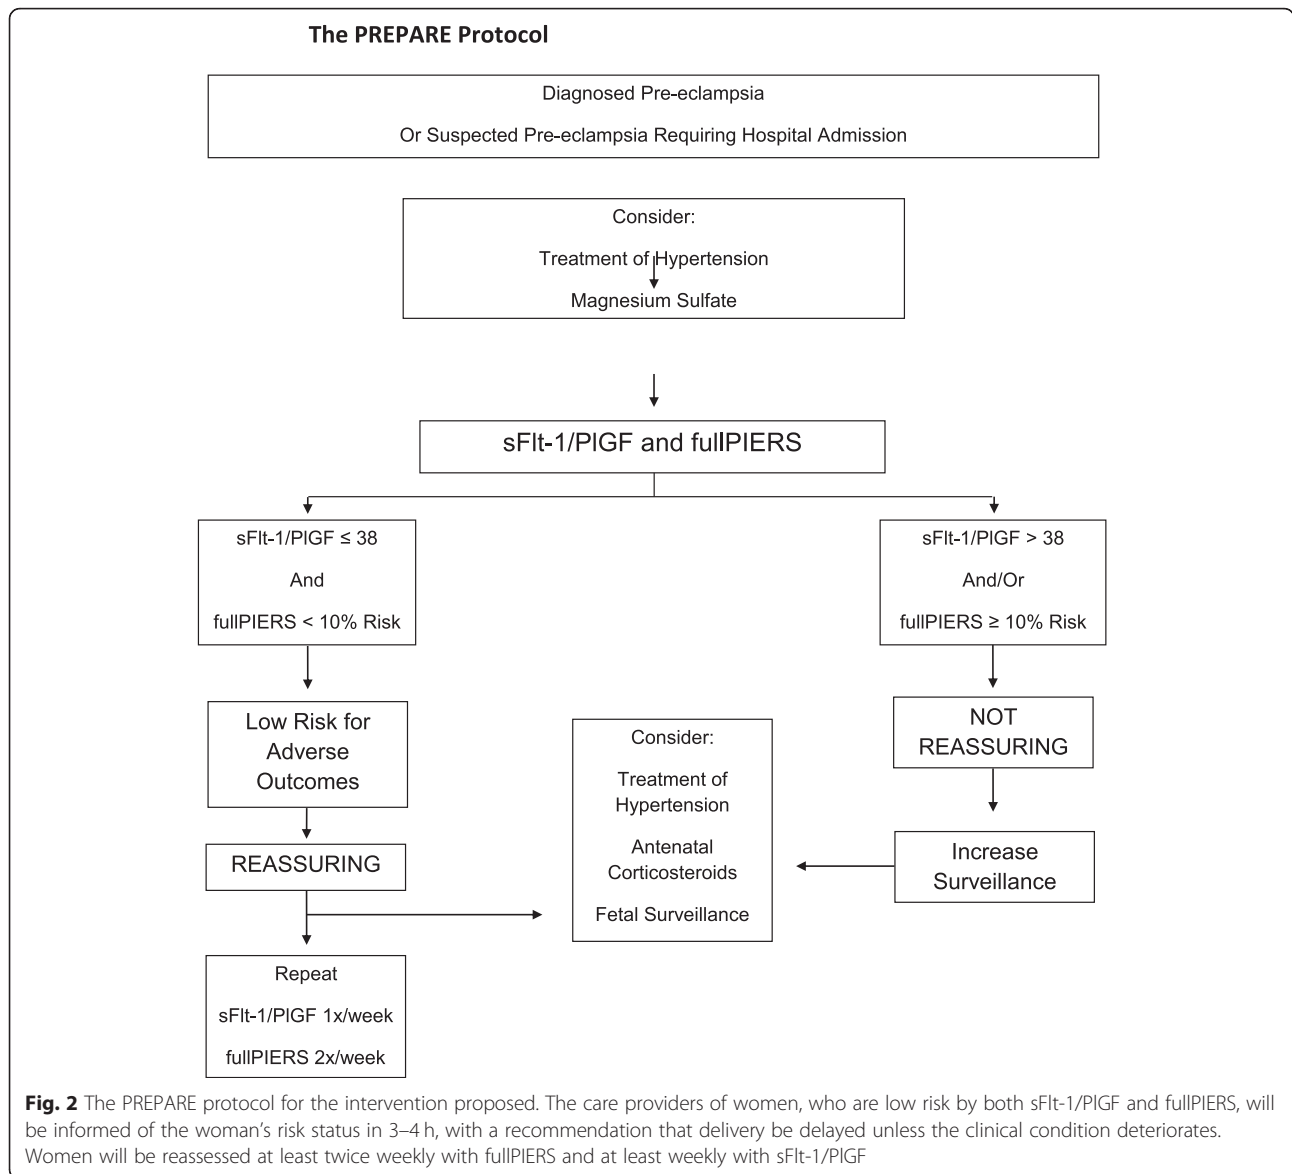 The PREPARE Protocol
Diagnosed Pre-eclampsia
Or Suspected Pre-eclampsia Requiring Hospital Admission
Consider:
Treatment of Hypertension
Magnesium Sulfate
sFlt-1/PlGF and fullPIERS
sFlt-1/PlGF ≤ 38
And
fullPIERS < 10% Risk
sFlt-1/PlGF > 38
And/Or
fullPIERS ≥ 10% Risk
Low Risk for
Adverse
Outcomes
REASSURING
Repeat
sFlt-1/PlGF 1x/week
fullPIERS 2x/week
Consider:
Treatment of
Hypertension
Antenatal
Corticosteroids
Fetal Surveillance
NOT
REASSURING
Increase
Surveillance
Fig. 2 The PREPARE protocol for the intervention proposed. The care providers of women, who are low risk by both sFlt-1/PlGF and fullPIERS, will
be informed of the woman's risk status in 3–4 h, with a recommendation that delivery be delayed unless the clinical condition deteriorates.
Women will be reassessed at least twice weekly with fullPIERS and at least weekly with sFlt-1/PlGF